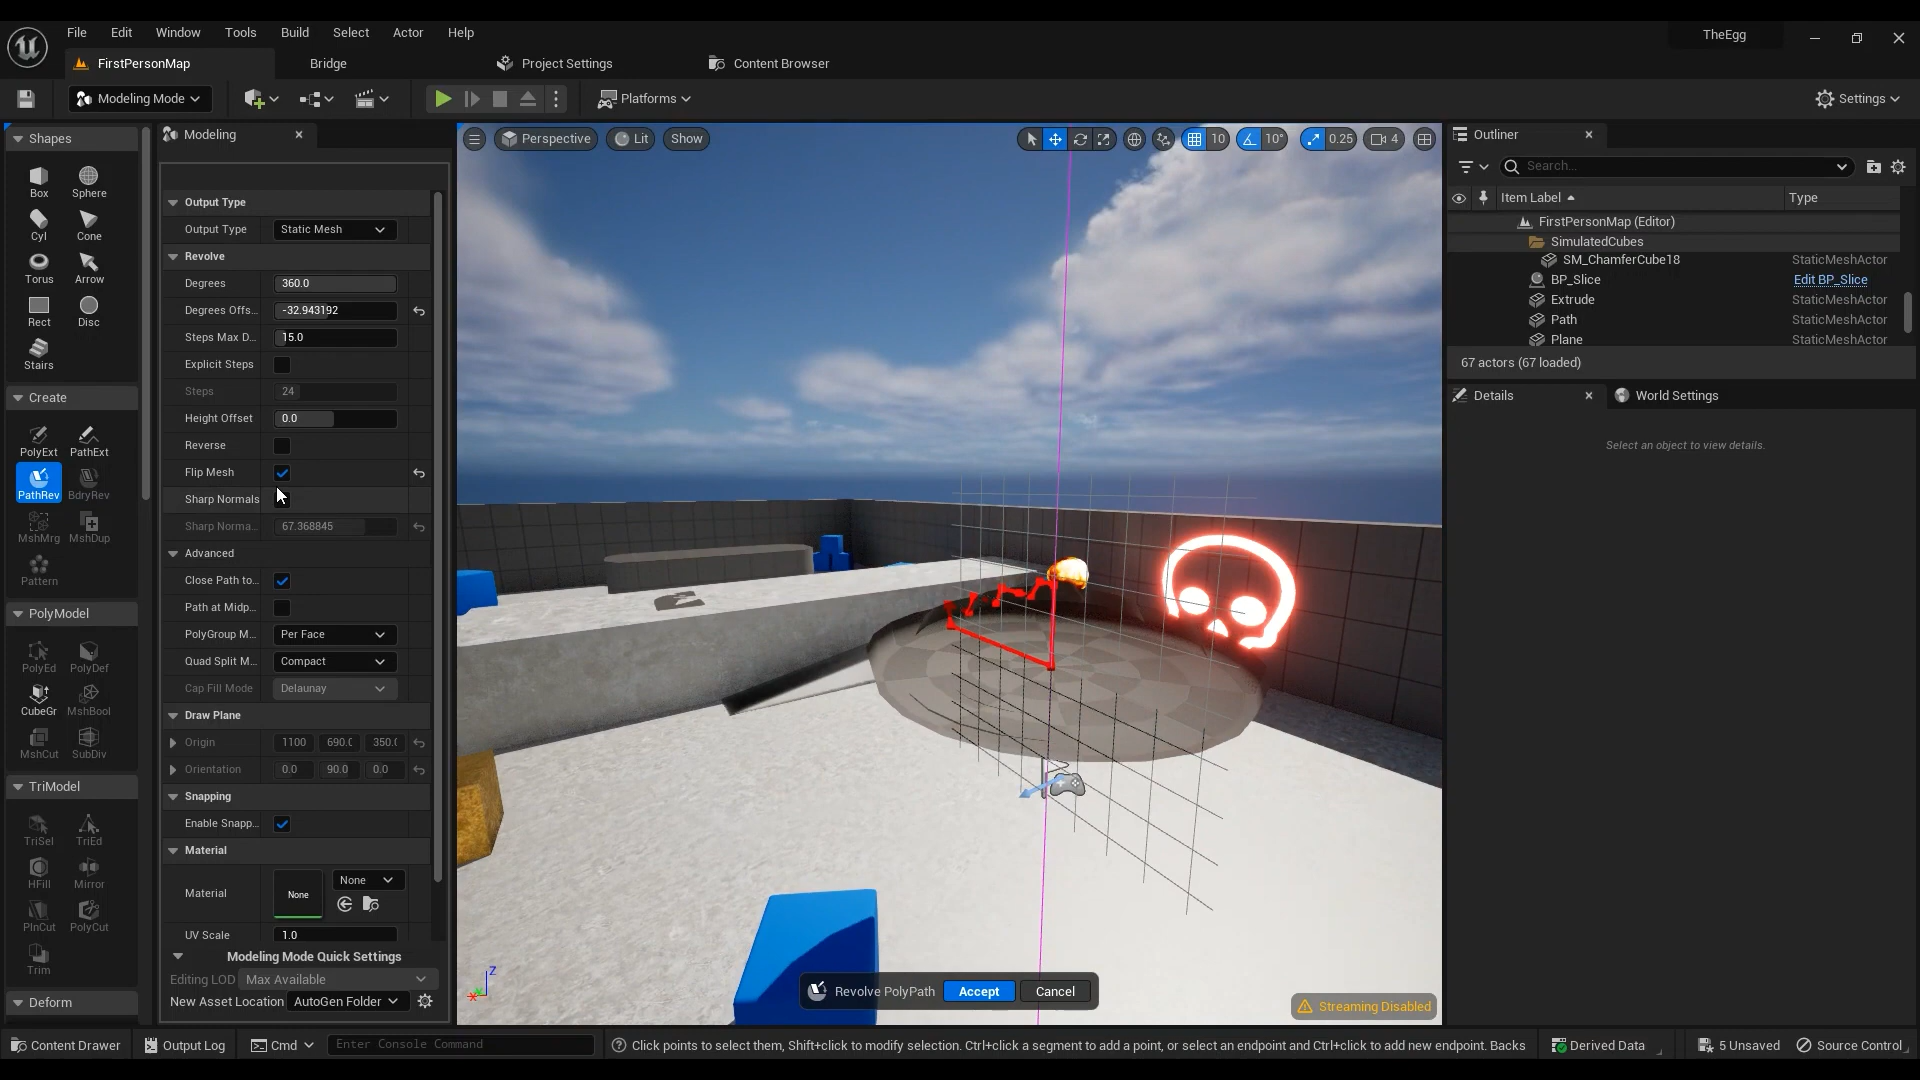 File Edit Window Tools Build Select Actor Help
TheEgg
FirstPersonMap Bridge Project Settings Content Browser
Modeling Mode Platforms Settings
Shapes
Box Sphere
Cyl Cone
Torus Arrow
Rect Disc
Stairs
Create
PolyExt PathExt
PathRev BdryRev
MshMrg MshDup
Pattern
PolyModel
PolyEd PolyDef
CubeGr MshBool
MshCut SubDiv
TriModel
TriSel TriEd
HFill Mirror
PlnCut PolyCut
Trim
Deform
Modeling
Output Type
Output Type Static Mesh
Revolve
Degrees 360.0
Degrees Offs... -32.943192
Steps Max D... 15.0
Explicit Steps
Steps 24
Height Offset 0.0
Reverse
Flip Mesh
Sharp Normals
Sharp Norma... 67.368845
Advanced
Close Path to...
Path at Midp...
PolyGroup M... Per Face
Quad Split M... Compact
Cap Fill Mode Delaunay
Draw Plane
Origin 1100 690.( 350.(
Orientation 0.0 90.0 0.0
Snapping
Enable Snapp...
Material
Material None None
UV Scale 1.0
Modeling Mode Quick Settings
Editing LOD Max Available
New Asset Location AutoGen Folder
Perspective Lit Show
10 10° 0.25 4
Z
Revolve PolyPath Accept Cancel
Streaming Disabled
Outliner
Search...
Item Label Type
FirstPersonMap (Editor)
SimulatedCubes
SM_ChamferCube18 StaticMeshActor
BP_Slice Edit BP_Slice
Extrude StaticMeshActor
Path StaticMeshActor
Plane StaticMeshActor
67 actors (67 loaded)
Details World Settings
Select an object to view details.
Content Drawer Output Log Cmd Enter Console Command Click points to select them, Shift+click to modify selection. Ctrl+click a segment to add a point, or select an endpoint and Ctrl+click to add new endpoint. Backs Derived Data 5 Unsaved Source Control